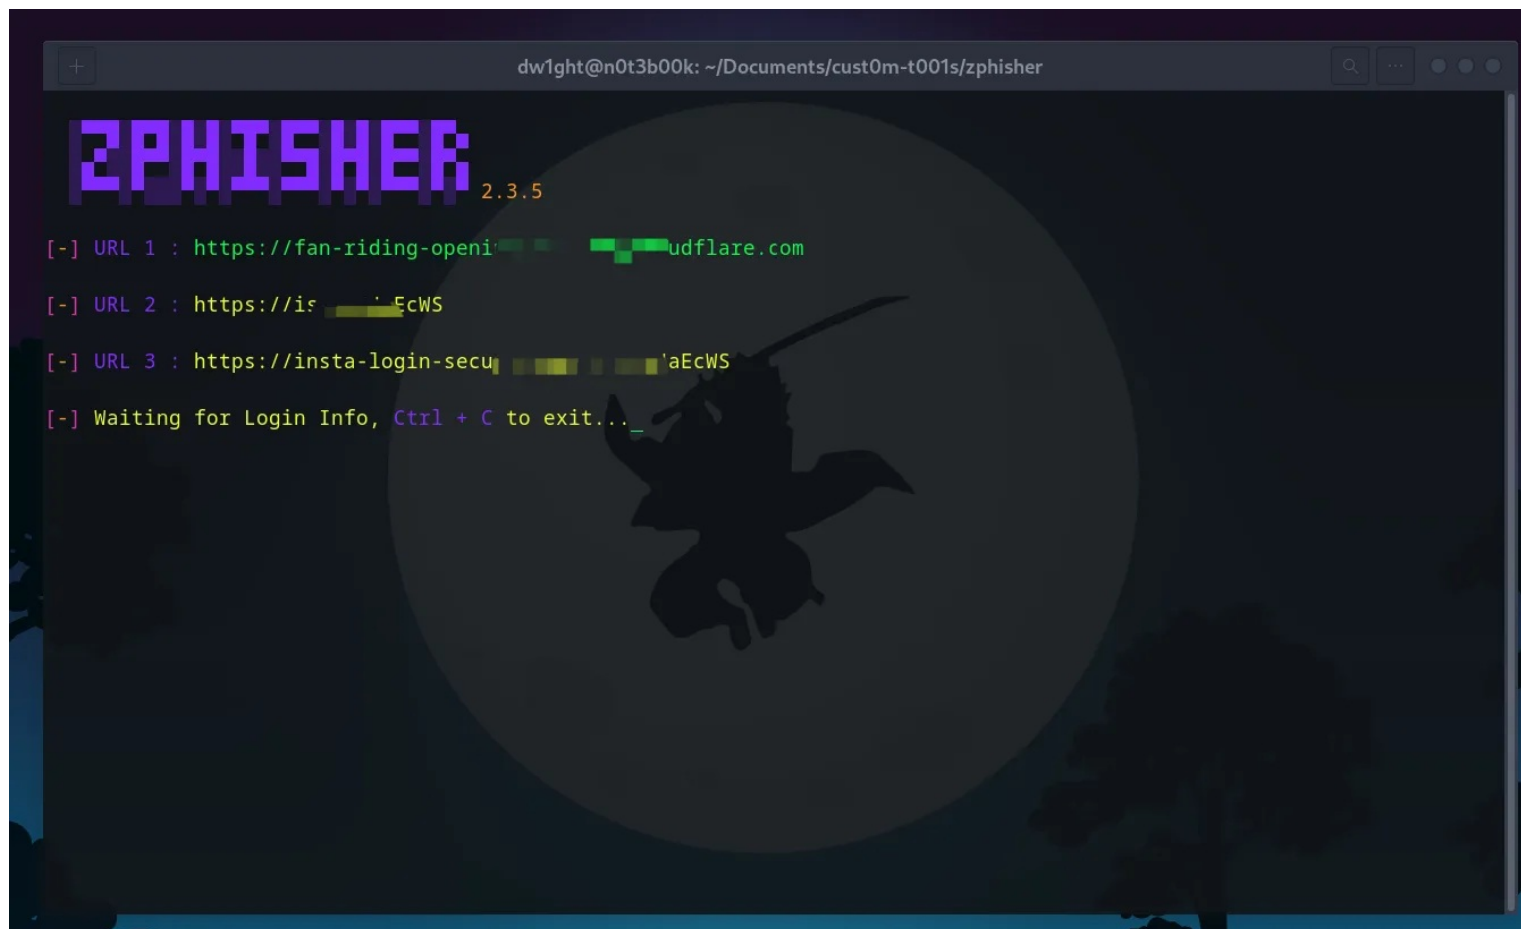 dw1ght@n0t3b00k: ~/Documents/cust0m-t001s/zphisher
ZPHISHER 2.3.5
[-] URL 1 : https://fan-riding-openi udflare.com
[-] URL 2 : https://is EcWS
[-] URL 3 : https://insta-login-secu aEcWS
[-] Waiting for Login Info, Ctrl + C to exit..._